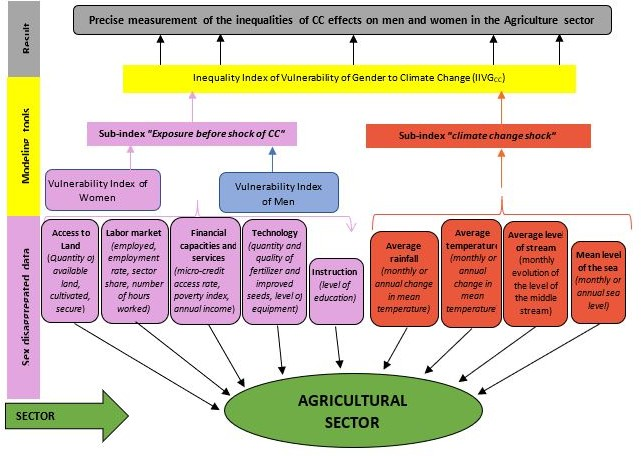 Result
Precise measurement of the inequalities of CC effects on men and women in the Agriculture sector
Modeling tools
Inequality Index of Vulnerability of Gender to Climate Change (IIVGCC)
Sub-index "Exposure before shock of CC"
Sub-index "climate change shock"
Vulnerability Index of
Women
Vulnerability Index
of Men
Sex disaggregated data
Access to
Land
(Quantity of
available
land,
cultivated,
secure)
Labor market
(employed,
employment
rate, sector
share, number
of hours
worked)
Financial
capacities and
services
(micro-credit
access rate,
poverty index,
annual income)
Technology
(quantity and
quality of
fertilizer and
improved
seeds, level of
equipment)
Instruction
(level of
education)
Average
rainfall
(monthly or
annual change
in mean
temperature)
Average
temperature
(monthly or
annual
change in
mean
temperature
Average level
of stream
(monthly
evolution of
the level of
the middle
stream)
Mean level
of the sea
(monthly or
annual sea
level)
SECTOR
AGRICULTURAL
SECTOR